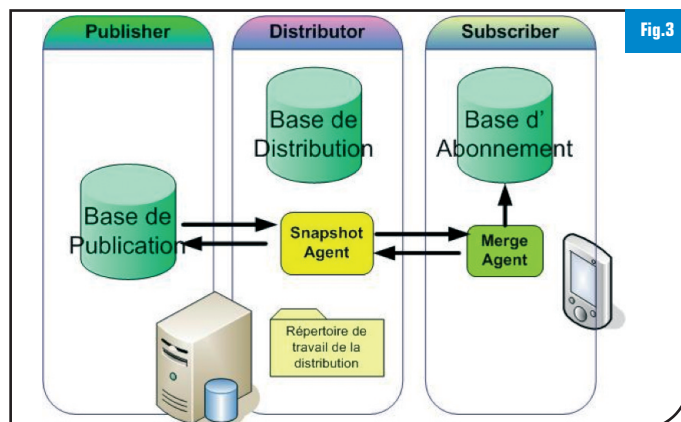 Publisher
Distributor
Subscriber
Fig.3
Base de
Distribution
Base d'
Abonnement
Base de
Publication
Snapshot
Agent
Merge
Agent
Répertoire de
travail de la
distribution